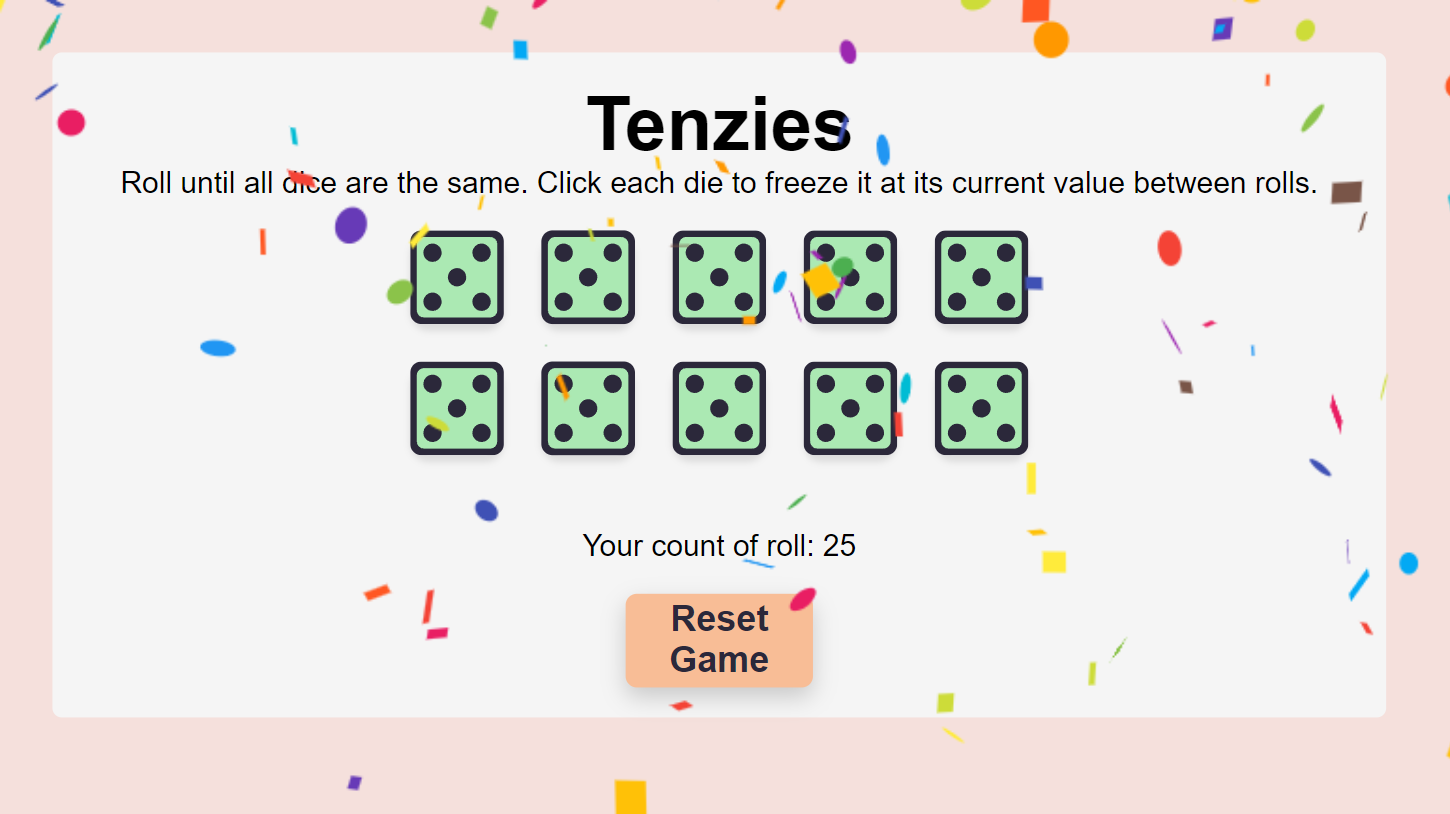 Tenzies
Roll until all dice are the same. Click each die to freeze it at its current value between rolls.
Your count of roll: 25
Reset
Game